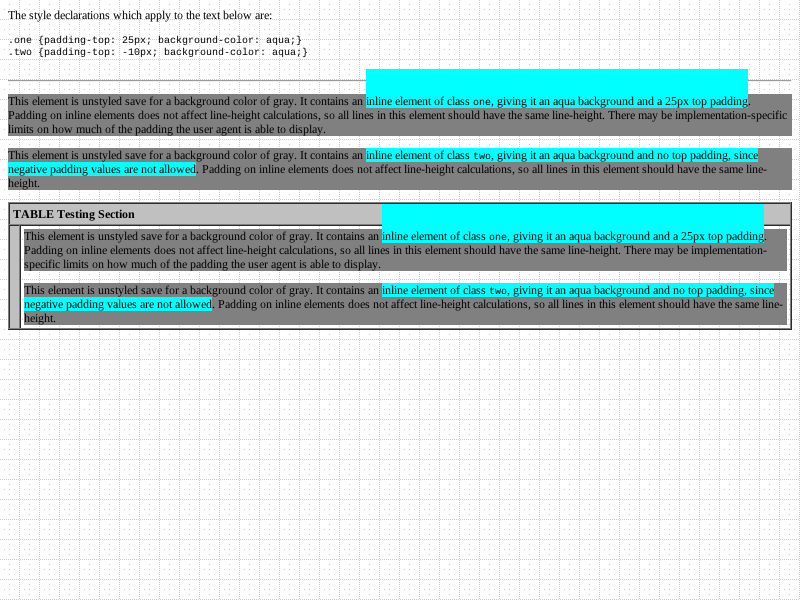 The style declarations which apply to the text below are:
.one {padding-top: 25px; background-color: aqua;}
.two {padding-top: -10px; background-color: aqua;}
This element is unstyled save for a background color of gray. It contains an inline element of class one, giving it an aqua background and a 25px top padding.
Padding on inline elements does not affect line-height calculations, so all lines in this element should have the same line-height. There may be implementation-specific
limits on how much of the padding the user agent is able to display.
This element is unstyled save for a background color of gray. It contains an inline element of class two, giving it an aqua background and no top padding, since
negative padding values are not allowed. Padding on inline elements does not affect line-height calculations, so all lines in this element should have the same line-
height.
TABLE Testing Section
This element is unstyled save for a background color of gray. It contains an inline element of class one, giving it an aqua background and a 25px top padding.
Padding on inline elements does not affect line-height calculations, so all lines in this element should have the same line-height. There may be implementation-
specific limits on how much of the padding the user agent is able to display.
This element is unstyled save for a background color of gray. It contains an inline element of class two, giving it an aqua background and no top padding, since
negative padding values are not allowed. Padding on inline elements does not affect line-height calculations, so all lines in this element should have the same line-
height.